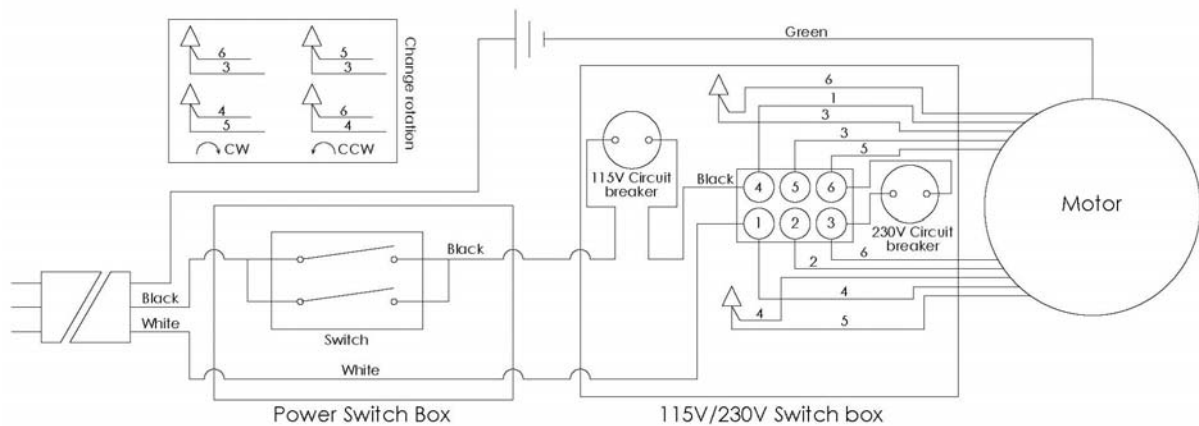 Green
6
3
5
3
4
5
6
4
CW
CCW
Change rotation
6
1
3
3
5
115V Circuit
breaker
Black
4
5
6
1
2
3
230V Circuit
breaker
Motor
Black
6
2
4
4
5
Black
White
Switch
White
Power Switch Box
115V/230V Switch box